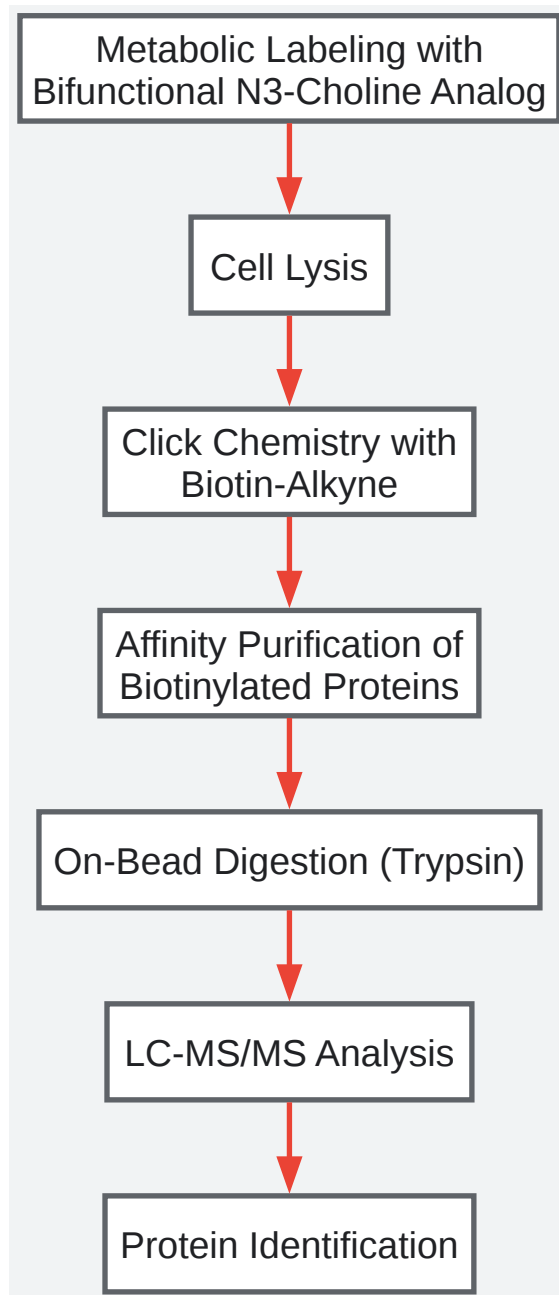 Metabolic Labeling with
Bifunctional N3-Choline Analog
Cell Lysis
Click Chemistry with
Biotin-Alkyne
Affinity Purification of
Biotinylated Proteins
On-Bead Digestion (Trypsin)
LC-MS/MS Analysis
Protein Identification